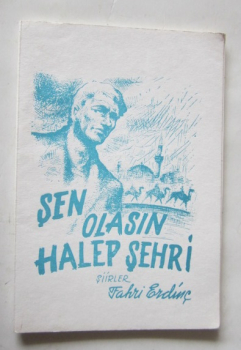 ŞEN
OLASIN
HALEP ŞEHRİ
ŞİİRLER
Fahri Erdinç